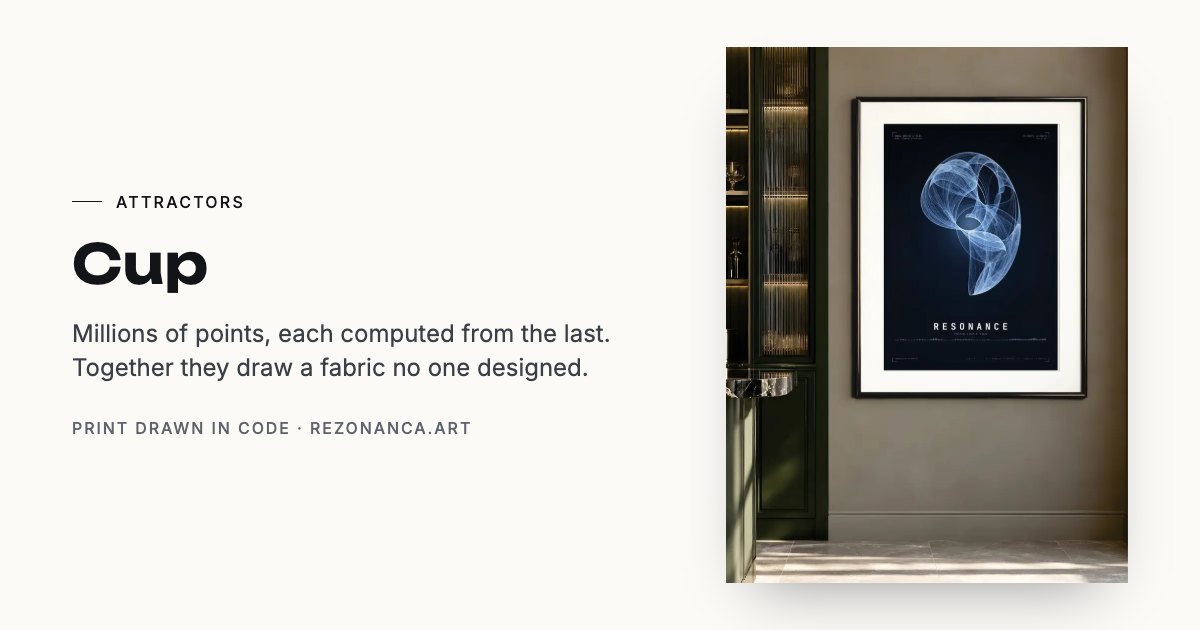 ATTRACTORS
Cup
Millions of points, each computed from the last.
Together they draw a fabric no one designed.
PRINT DRAWN IN CODE · REZONANCA.ART
RESONANCE